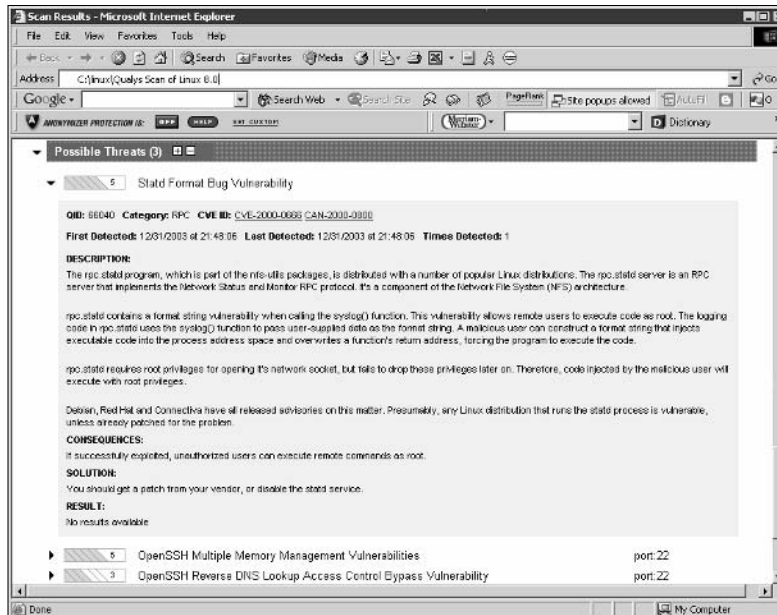 Scan Results - Microsoft Internet Explorer
File Edit View Favorites Tools Help
Back Search Favorites Media
Address C:\linux\Qualys Scan of Linux 8.0 Go
Google Search Web Search Site PageRank Site popups allowed AutoFill
ANONYMIZER PROTECTION IS: OFF HELP Merriam-Webster Dictionary
Possible Threats (3)
5 Statd Format Bug Vulnerability
QID: 66040 Category: RPC CVE ID: CVE-2000-0666 CAN-2000-0800
First Detected: 12/31/2003 at 21:48:06 Last Detected: 12/31/2003 at 21:48:06 Times Detected: 1
DESCRIPTION:
The rpc.statd program, which is part of the nfs-utils packages, is distributed with a number of popular Linux distributions. The rpc.statd server is an RPC
server that implements the Network Status and Monitor RPC protocol. It's a component of the Network File System (NFS) architecture.
rpc.statd contains a format string vulnerability when calling the syslog() function. This vulnerability allows remote users to execute code as root. The logging
code in rpc.statd uses the syslog() function to pass user-supplied data as the format string. A malicious user can construct a format string that injects
executable code into the process address space and overwrites a function's return address, forcing the program to execute the code.
rpc.statd requires root privileges for opening it's network socket, but fails to drop these privileges later on. Therefore, code injected by the malicious user will
execute with root privileges.
Debian, Red Hat and Connectiva have all released advisories on this matter. Presumably, any Linux distribution that runs the statd process is vulnerable,
unless already patched for the problem.
CONSEQUENCES:
If successfully exploited, unauthorized users can execute remote commands as root.
SOLUTION:
You should get a patch from your vendor, or disable the statd service.
RESULT:
No results available
5 OpenSSH Multiple Memory Management Vulnerabilities port:22
3 OpenSSH Reverse DNS Lookup Access Control Bypass Vulnerability port:22
Done My Computer